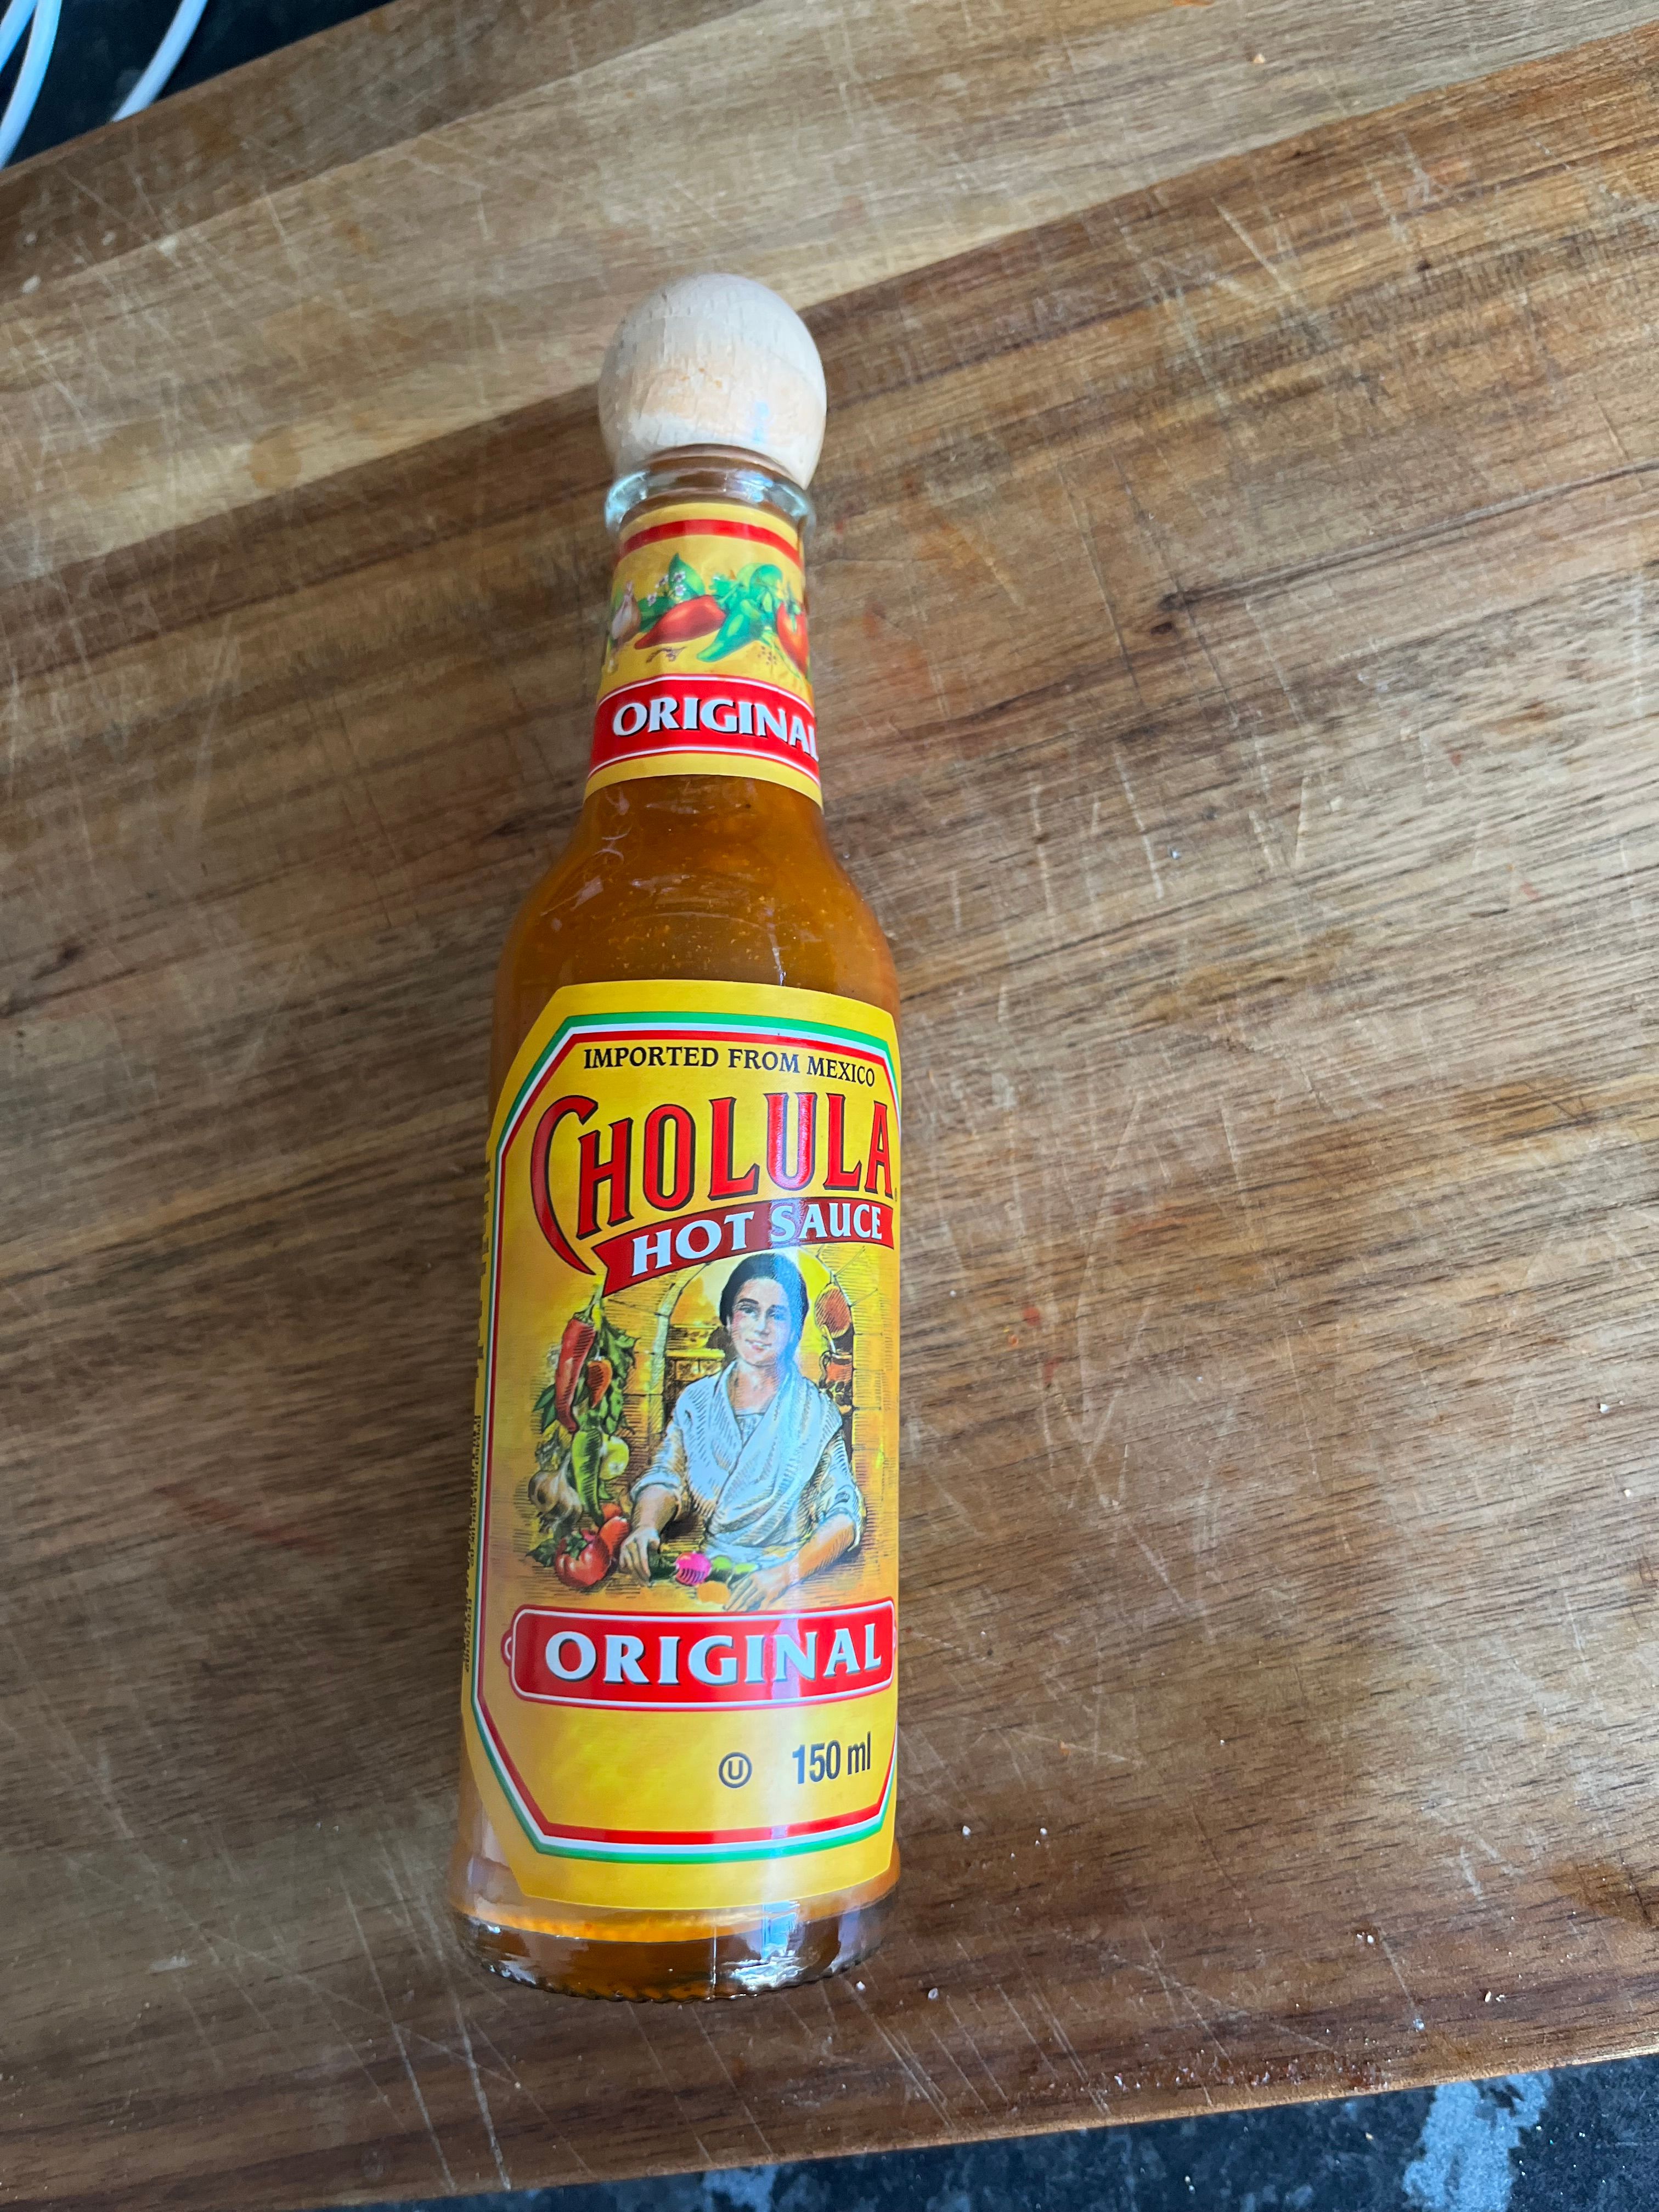 ORIGINAL
IMPORTED FROM MEXICO
CHOLULA
HOT SAUCE
ORIGINAL
U 150 ml